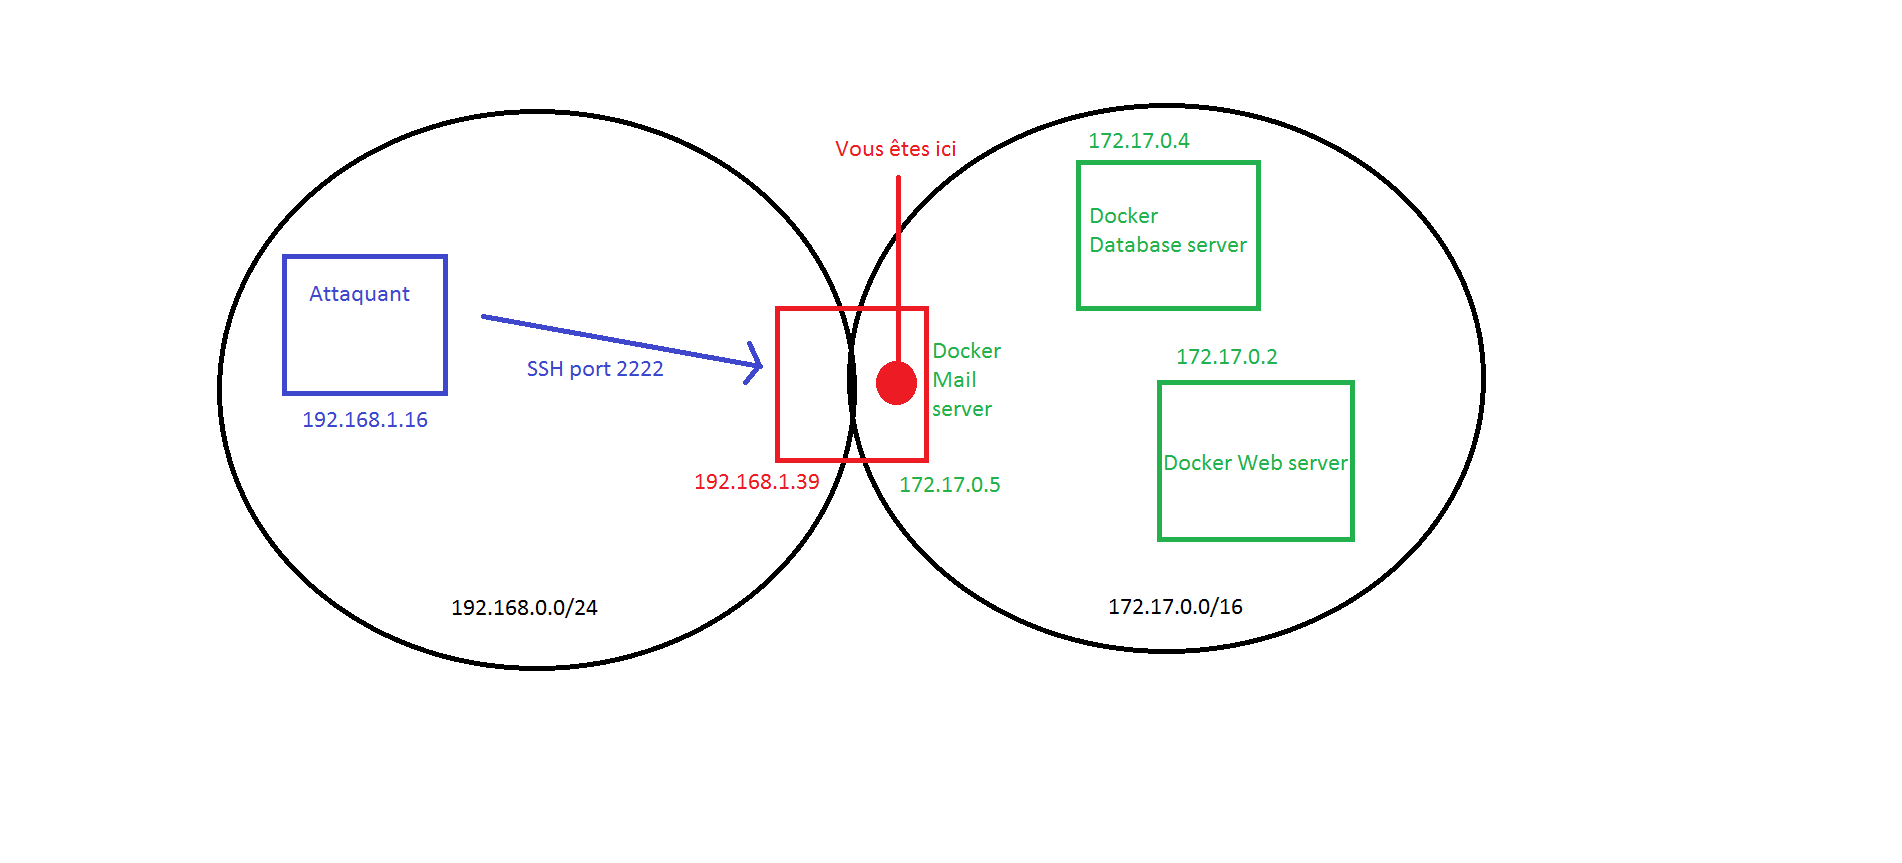 Vous êtes ici
172.17.0.4
Docker
Database server
Attaquant
SSH port 2222
192.168.1.16
Docker
Mail
server
172.17.0.2
Docker Web server
192.168.1.39
172.17.0.5
192.168.0.0/24
172.17.0.0/16